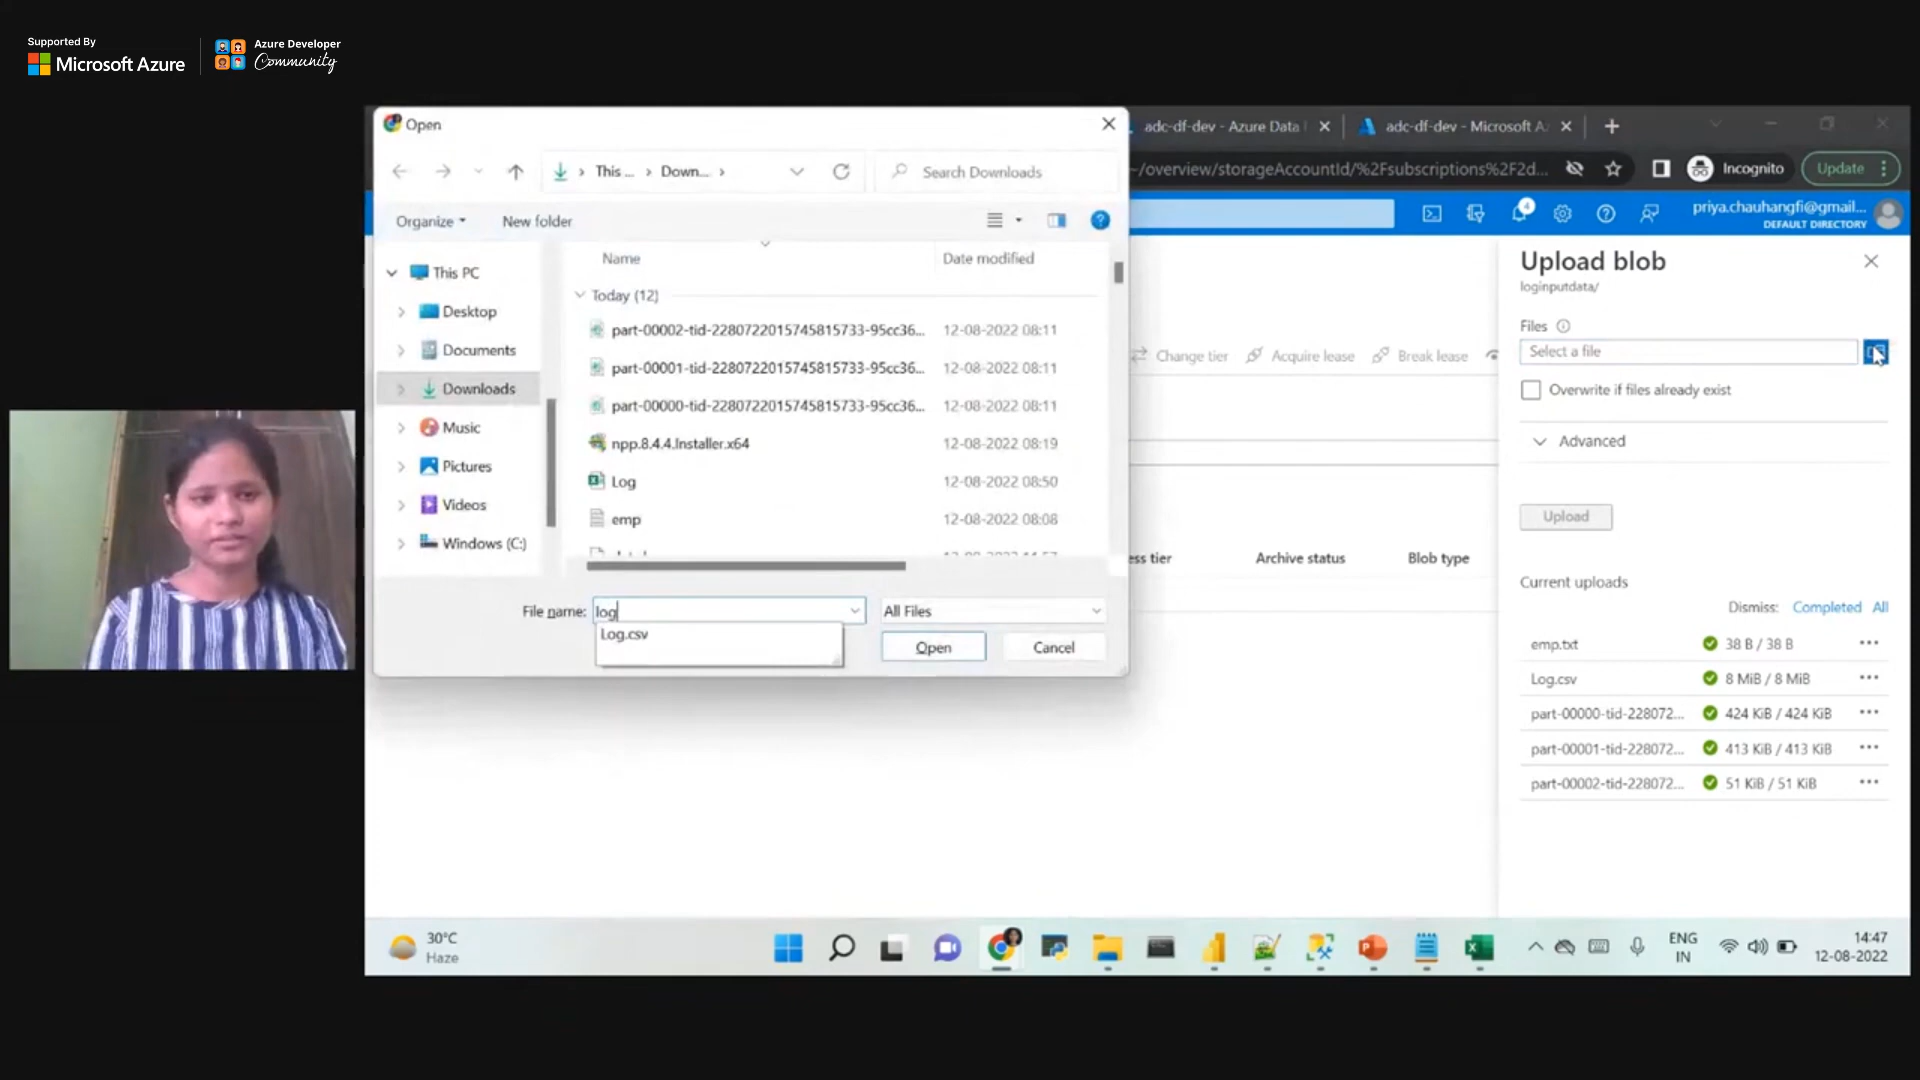 Supported By
Microsoft Azure
Azure Developer
Community
Open
adc-df-dev - Azure Data
adc-df-dev - Microsoft A
This ...
Down...
Search Downloads
~/overview/storageAccountId/%2Fsubscriptions%2F2d...
Incognito
Update
Organize
New folder
4
priya.chauhangfi@gmail...
DEFAULT DIRECTORY
This PC
Desktop
Documents
Downloads
Music
Pictures
Videos
Windows (C:)
Name
Date modified
Today (12)
part-00002-tid-2280722015745815733-95cc36...
12-08-2022 08:11
part-00001-tid-2280722015745815733-95cc36...
12-08-2022 08:11
part-00000-tid-2280722015745815733-95cc36...
12-08-2022 08:11
npp.8.4.4.Installer.x64
12-08-2022 08:19
Log
12-08-2022 08:50
emp
12-08-2022 08:08
File name:
log
All Files
Log.csv
Open
Cancel
Change tier
Acquire lease
Break lease
ess tier
Archive status
Blob type
Upload blob
loginputdata/
Files
Select a file
Overwrite if files already exist
Advanced
Upload
Current uploads
Dismiss: Completed All
emp.txt
38 B / 38 B
Log.csv
8 MiB / 8 MiB
part-00000-tid-228072...
424 KiB / 424 KiB
part-00001-tid-228072...
413 KiB / 413 KiB
part-00002-tid-228072...
51 KiB / 51 KiB
30°C
Haze
ENG
IN
14:47
12-08-2022